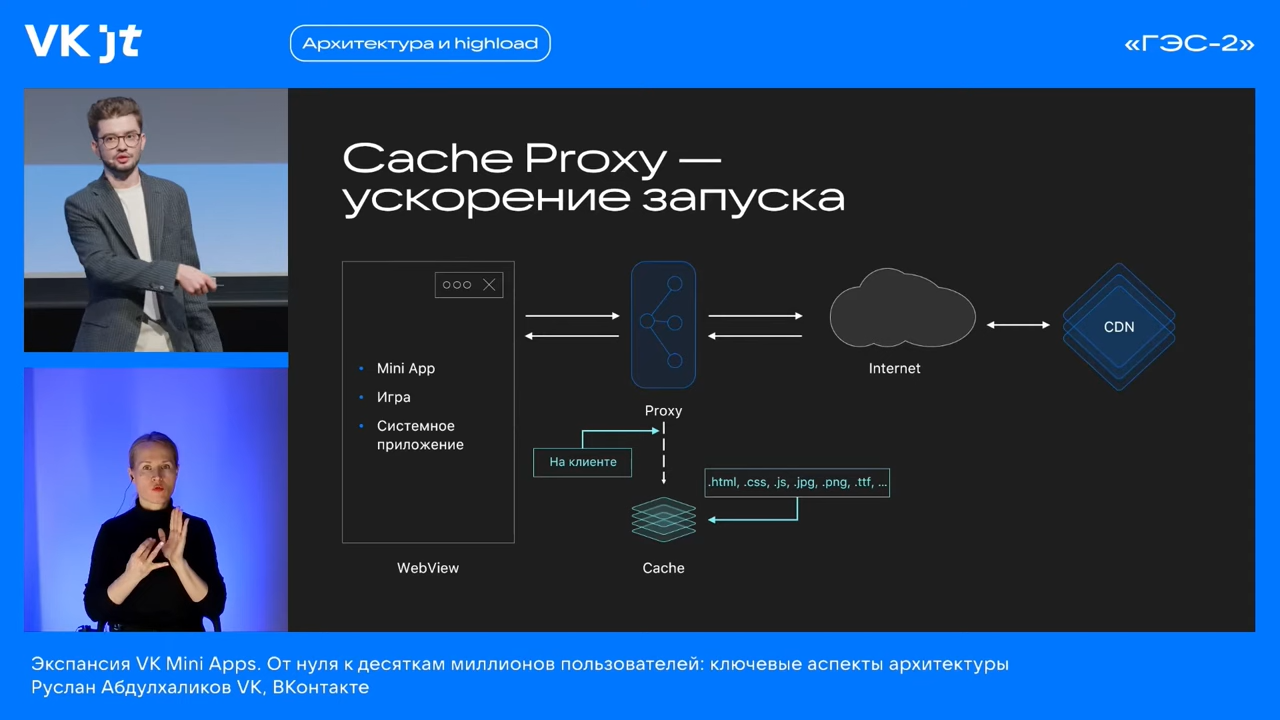 VK jt
Архитектура и highload
«ГЭС-2»
Cache Proxy —
ускорение запуска
Mini App
Игра
Системное
приложение
WebView
Proxy
На клиенте
.html, .css, .js, .jpg, .png, .ttf, ...
Cache
Internet
CDN
Экспансия VK Mini Apps. От нуля к десяткам миллионов пользователей: ключевые аспекты архитектуры
Руслан Абдулхаликов VK, ВКонтакте